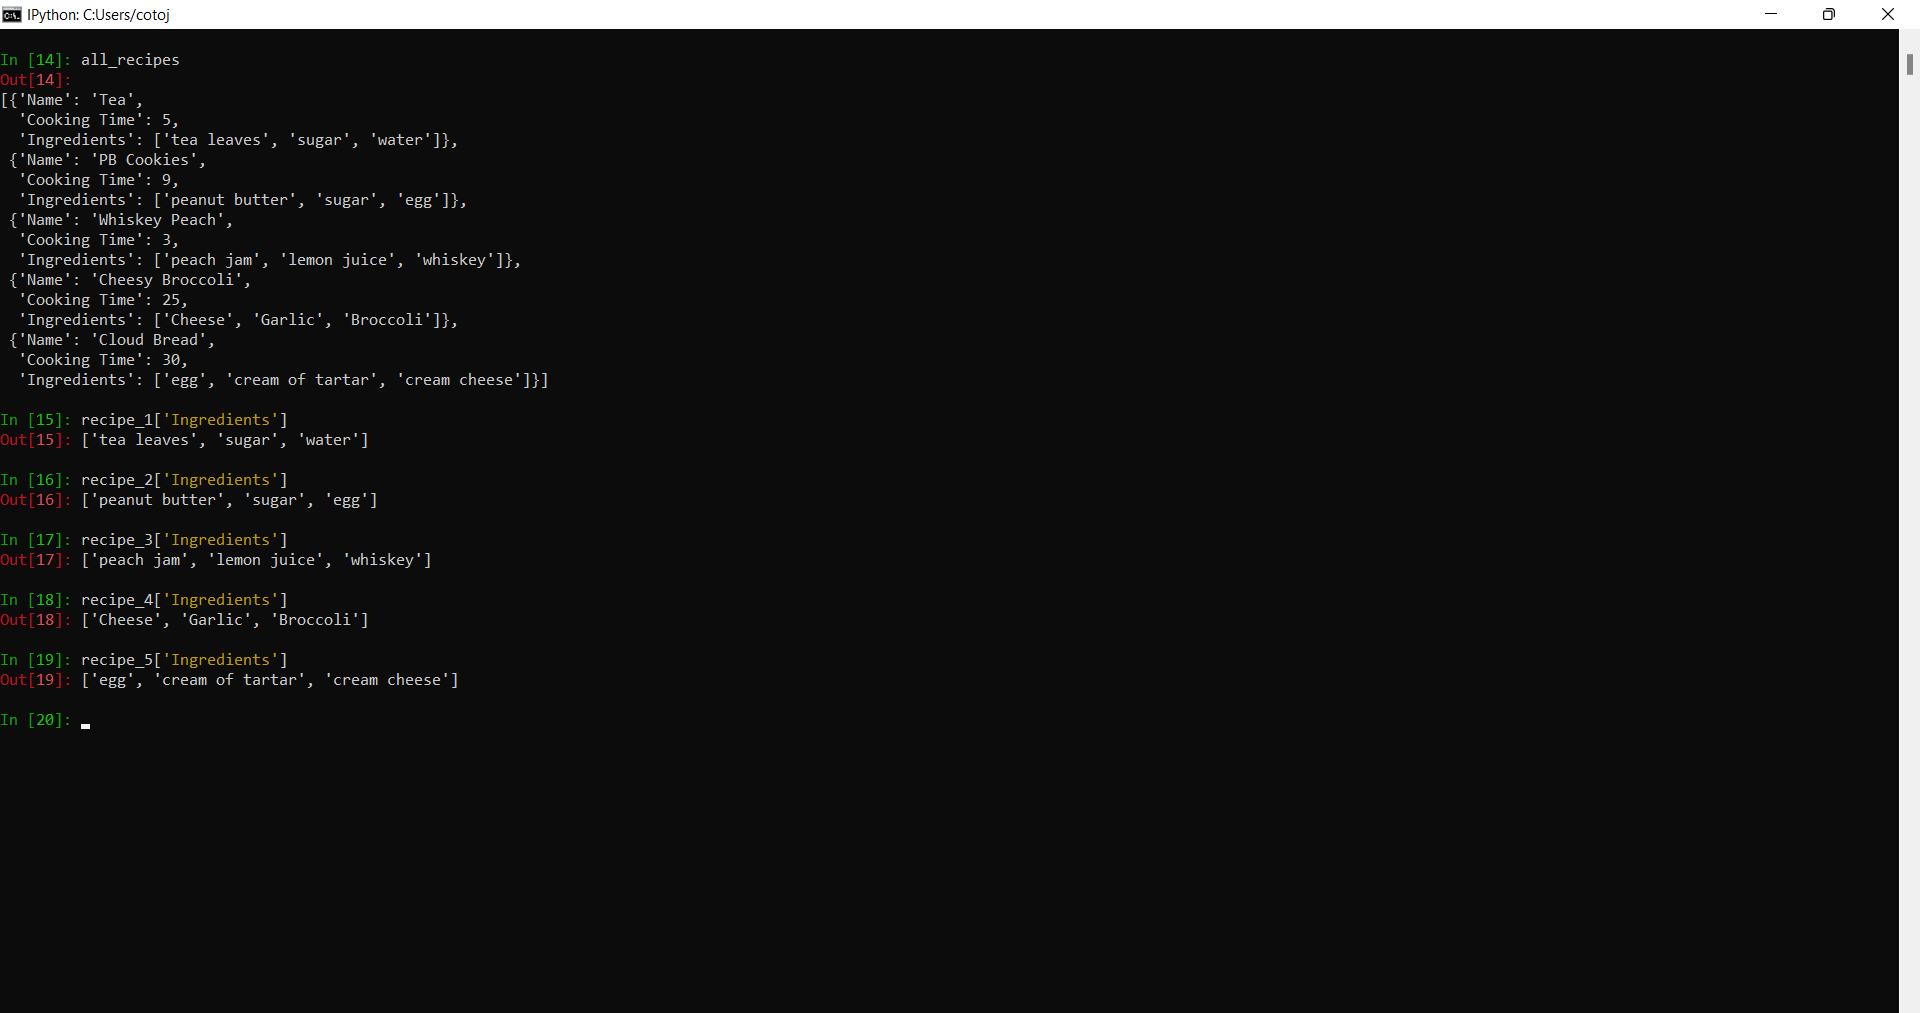 IPython: C:Users/cotoj
In [14]: all_recipes
Out[14]:
[{'Name': 'Tea',
  'Cooking Time': 5,
  'Ingredients': ['tea leaves', 'sugar', 'water']},
 {'Name': 'PB Cookies',
  'Cooking Time': 9,
  'Ingredients': ['peanut butter', 'sugar', 'egg']},
 {'Name': 'Whiskey Peach',
  'Cooking Time': 3,
  'Ingredients': ['peach jam', 'lemon juice', 'whiskey']},
 {'Name': 'Cheesy Broccoli',
  'Cooking Time': 25,
  'Ingredients': ['Cheese', 'Garlic', 'Broccoli']},
 {'Name': 'Cloud Bread',
  'Cooking Time': 30,
  'Ingredients': ['egg', 'cream of tartar', 'cream cheese']}]
In [15]: recipe_1['Ingredients']
Out[15]: ['tea leaves', 'sugar', 'water']
In [16]: recipe_2['Ingredients']
Out[16]: ['peanut butter', 'sugar', 'egg']
In [17]: recipe_3['Ingredients']
Out[17]: ['peach jam', 'lemon juice', 'whiskey']
In [18]: recipe_4['Ingredients']
Out[18]: ['Cheese', 'Garlic', 'Broccoli']
In [19]: recipe_5['Ingredients']
Out[19]: ['egg', 'cream of tartar', 'cream cheese']
In [20]: